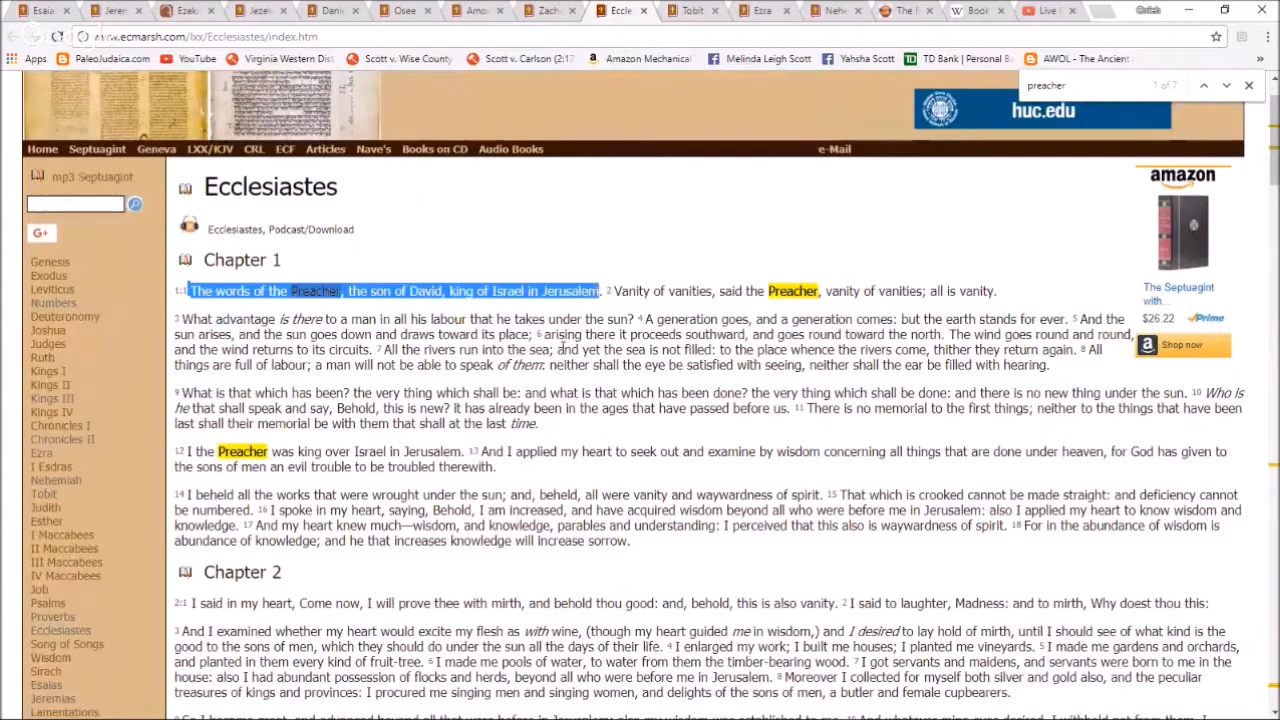 Esaia
Jerem
Ezeki
Jezek
Danie
Osee
Amos
Zach
Eccle
Tobit
Ezra
Neh
The B
Book
Live
www.ecmarsh.com/lxx/Ecclesiastes/index.htm
Apps PaleoJudaica.com YouTube Virginia Western Dist Scott v. Wise County Scott v. Carlson (2:17 Amazon Mechanical Melinda Leigh Scott Yahsha Scott TD Bank | Personal Ba AWOL - The Ancient »
preacher 1 of 7
huc.edu
Home Septuagint Geneva LXX/KJV CRL ECF Articles Nave's Books on CD Audio Books e-Mail
mp3 Septuagint
G+
Genesis
Exodus
Leviticus
Numbers
Deuteronomy
Joshua
Judges
Ruth
Kings I
Kings II
Kings III
Kings IV
Chronicles I
Chronicles II
Ezra
I Esdras
Nehemiah
Tobit
Judith
Esther
I Maccabees
II Maccabees
III Maccabees
IV Maccabees
Job
Psalms
Proverbs
Ecclesiastes
Song of Songs
Wisdom
Sirach
Esaias
Jeremias
Lamentations
Ecclesiastes
Ecclesiastes, Podcast/Download
Chapter 1
1:1 The words of the Preacher, the son of David, king of Israel in Jerusalem. 2 Vanity of vanities, said the Preacher, vanity of vanities; all is vanity.
3 What advantage is there to a man in all his labour that he takes under the sun? 4 A generation goes, and a generation comes: but the earth stands for ever. 5 And the
sun arises, and the sun goes down and draws toward its place; 6 arising there it proceeds southward, and goes round toward the north. The wind goes round and round,
and the wind returns to its circuits. 7 All the rivers run into the sea; and yet the sea is not filled: to the place whence the rivers come, thither they return again. 8 All
things are full of labour; a man will not be able to speak of them: neither shall the eye be satisfied with seeing, neither shall the ear be filled with hearing.
9 What is that which has been? the very thing which shall be: and what is that which has been done? the very thing which shall be done: and there is no new thing under the sun. 10 Who is
he that shall speak and say, Behold, this is new? it has already been in the ages that have passed before us. 11 There is no memorial to the first things; neither to the things that have been
last shall their memorial be with them that shall at the last time.
12 I the Preacher was king over Israel in Jerusalem. 13 And I applied my heart to seek out and examine by wisdom concerning all things that are done under heaven, for God has given to
the sons of men an evil trouble to be troubled therewith.
14 I beheld all the works that were wrought under the sun; and, beheld, all were vanity and waywardness of spirit. 15 That which is crooked cannot be made straight: and deficiency cannot
be numbered. 16 I spoke in my heart, saying, Behold, I am increased, and have acquired wisdom beyond all who were before me in Jerusalem: also I applied my heart to know wisdom and
knowledge. 17 And my heart knew much—wisdom, and knowledge, parables and understanding: I perceived that this also is waywardness of spirit. 18 For in the abundance of wisdom is
abundance of knowledge; and he that increases knowledge will increase sorrow.
Chapter 2
2:1 I said in my heart, Come now, I will prove thee with mirth, and behold thou good: and, behold, this is also vanity. 2 I said to laughter, Madness: and to mirth, Why doest thou this:
3 And I examined whether my heart would excite my flesh as with wine, (though my heart guided me in wisdom,) and I desired to lay hold of mirth, until I should see of what kind is the
good to the sons of men, which they should do under the sun all the days of their life. 4 I enlarged my work; I built me houses; I planted me vineyards. 5 I made me gardens and orchards,
and planted in them every kind of fruit-tree. 6 I made me pools of water, to water from them the timber-bearing wood. 7 I got servants and maidens, and servants were born to me in the
house: also I had abundant possession of flocks and herds, beyond all who were before me in Jerusalem. 8 Moreover I collected for myself both silver and gold also, and the peculiar
treasures of kings and provinces: I procured me singing men and singing women, and delights of the sons of men, a butler and female cupbearers.
amazon
The Septuagint
with...
$26.22 Prime
Shop now